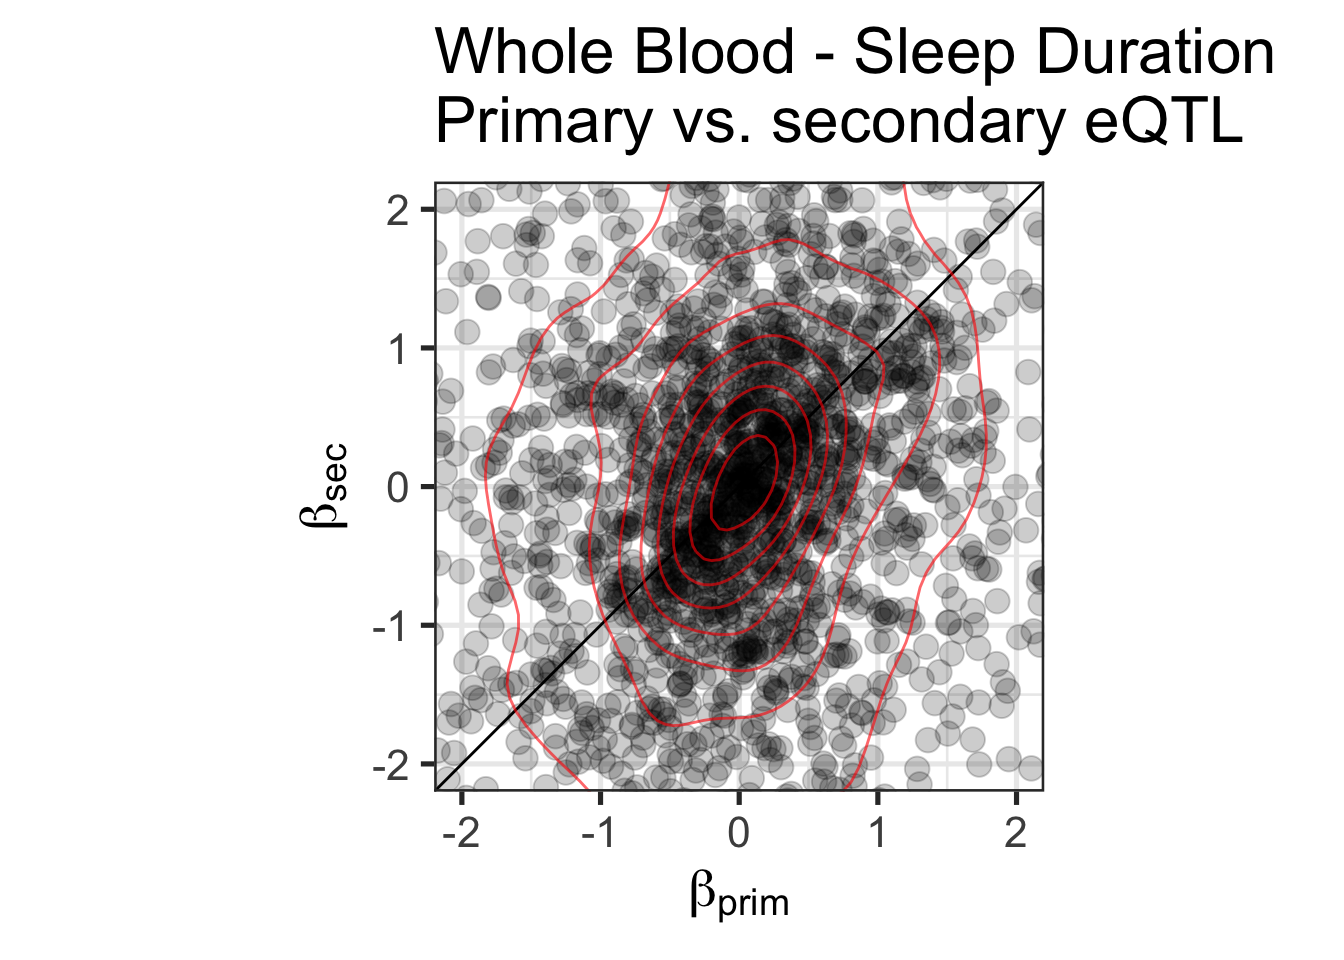 Whole Blood - Sleep Duration
Primary vs. secondary eQTL
2
1
0
-1
-2
βsec
-2 -1 0 1 2
βprim